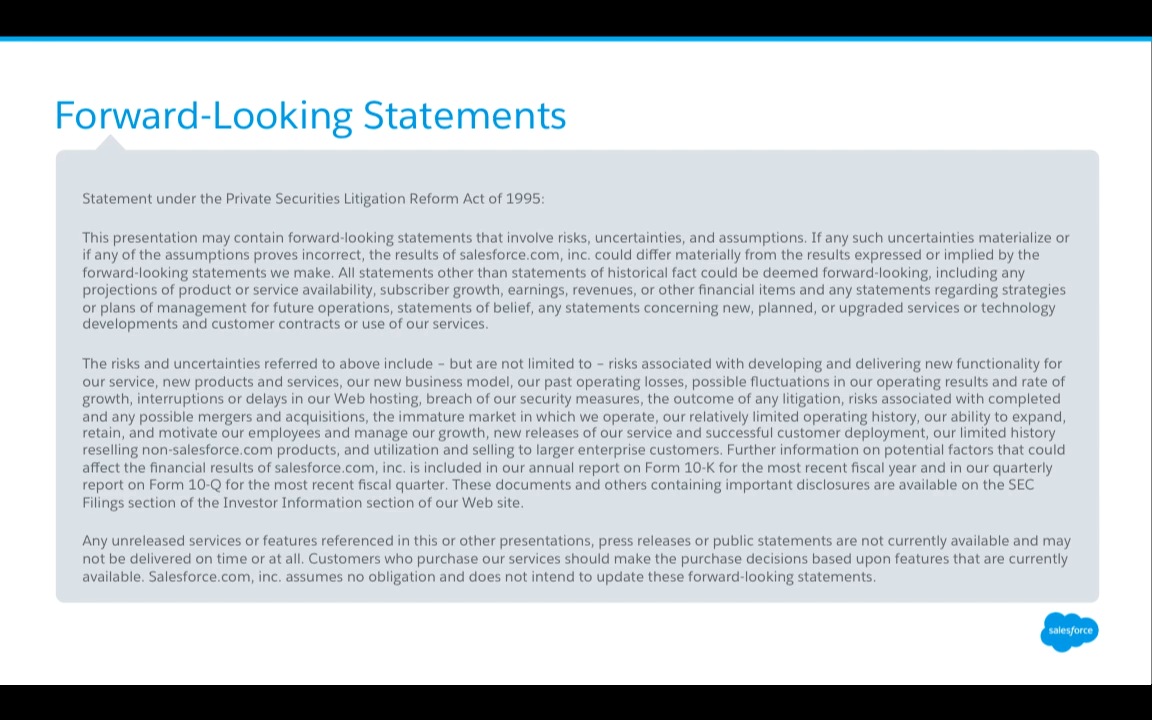 Forward-Looking Statements
Statement under the Private Securities Litigation Reform Act of 1995:
This presentation may contain forward-looking statements that involve risks, uncertainties, and assumptions. If any such uncertainties materialize or
if any of the assumptions proves incorrect, the results of salesforce.com, inc. could differ materially from the results expressed or implied by the
forward-looking statements we make. All statements other than statements of historical fact could be deemed forward-looking, including any
projections of product or service availability, subscriber growth, earnings, revenues, or other financial items and any statements regarding strategies
or plans of management for future operations, statements of belief, any statements concerning new, planned, or upgraded services or technology
developments and customer contracts or use of our services.
The risks and uncertainties referred to above include – but are not limited to – risks associated with developing and delivering new functionality for
our service, new products and services, our new business model, our past operating losses, possible fluctuations in our operating results and rate of
growth, interruptions or delays in our Web hosting, breach of our security measures, the outcome of any litigation, risks associated with completed
and any possible mergers and acquisitions, the immature market in which we operate, our relatively limited operating history, our ability to expand,
retain, and motivate our employees and manage our growth, new releases of our service and successful customer deployment, our limited history
reselling non-salesforce.com products, and utilization and selling to larger enterprise customers. Further information on potential factors that could
affect the financial results of salesforce.com, inc. is included in our annual report on Form 10-K for the most recent fiscal year and in our quarterly
report on Form 10-Q for the most recent fiscal quarter. These documents and others containing important disclosures are available on the SEC
Filings section of the Investor Information section of our Web site.
Any unreleased services or features referenced in this or other presentations, press releases or public statements are not currently available and may
not be delivered on time or at all. Customers who purchase our services should make the purchase decisions based upon features that are currently
available. Salesforce.com, inc. assumes no obligation and does not intend to update these forward-looking statements.
salesforce